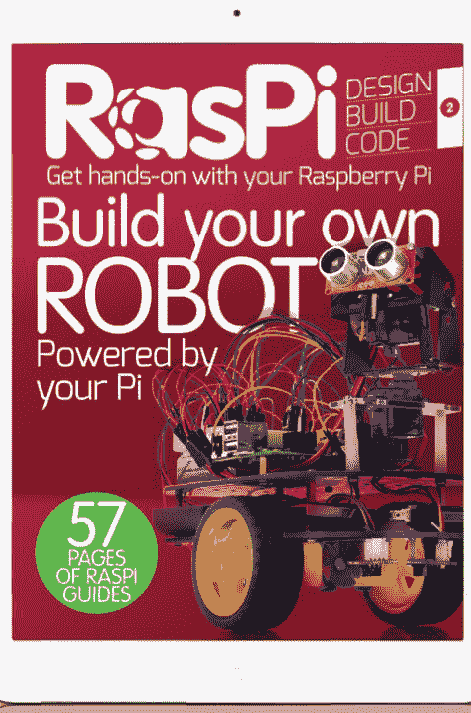 RasPi
DESIGN
BUILD
CODE
2
Get hands-on with your Raspberry Pi
Build your own
ROBOT
Powered by
your Pi
57
PAGES
OF RASPI
GUIDES